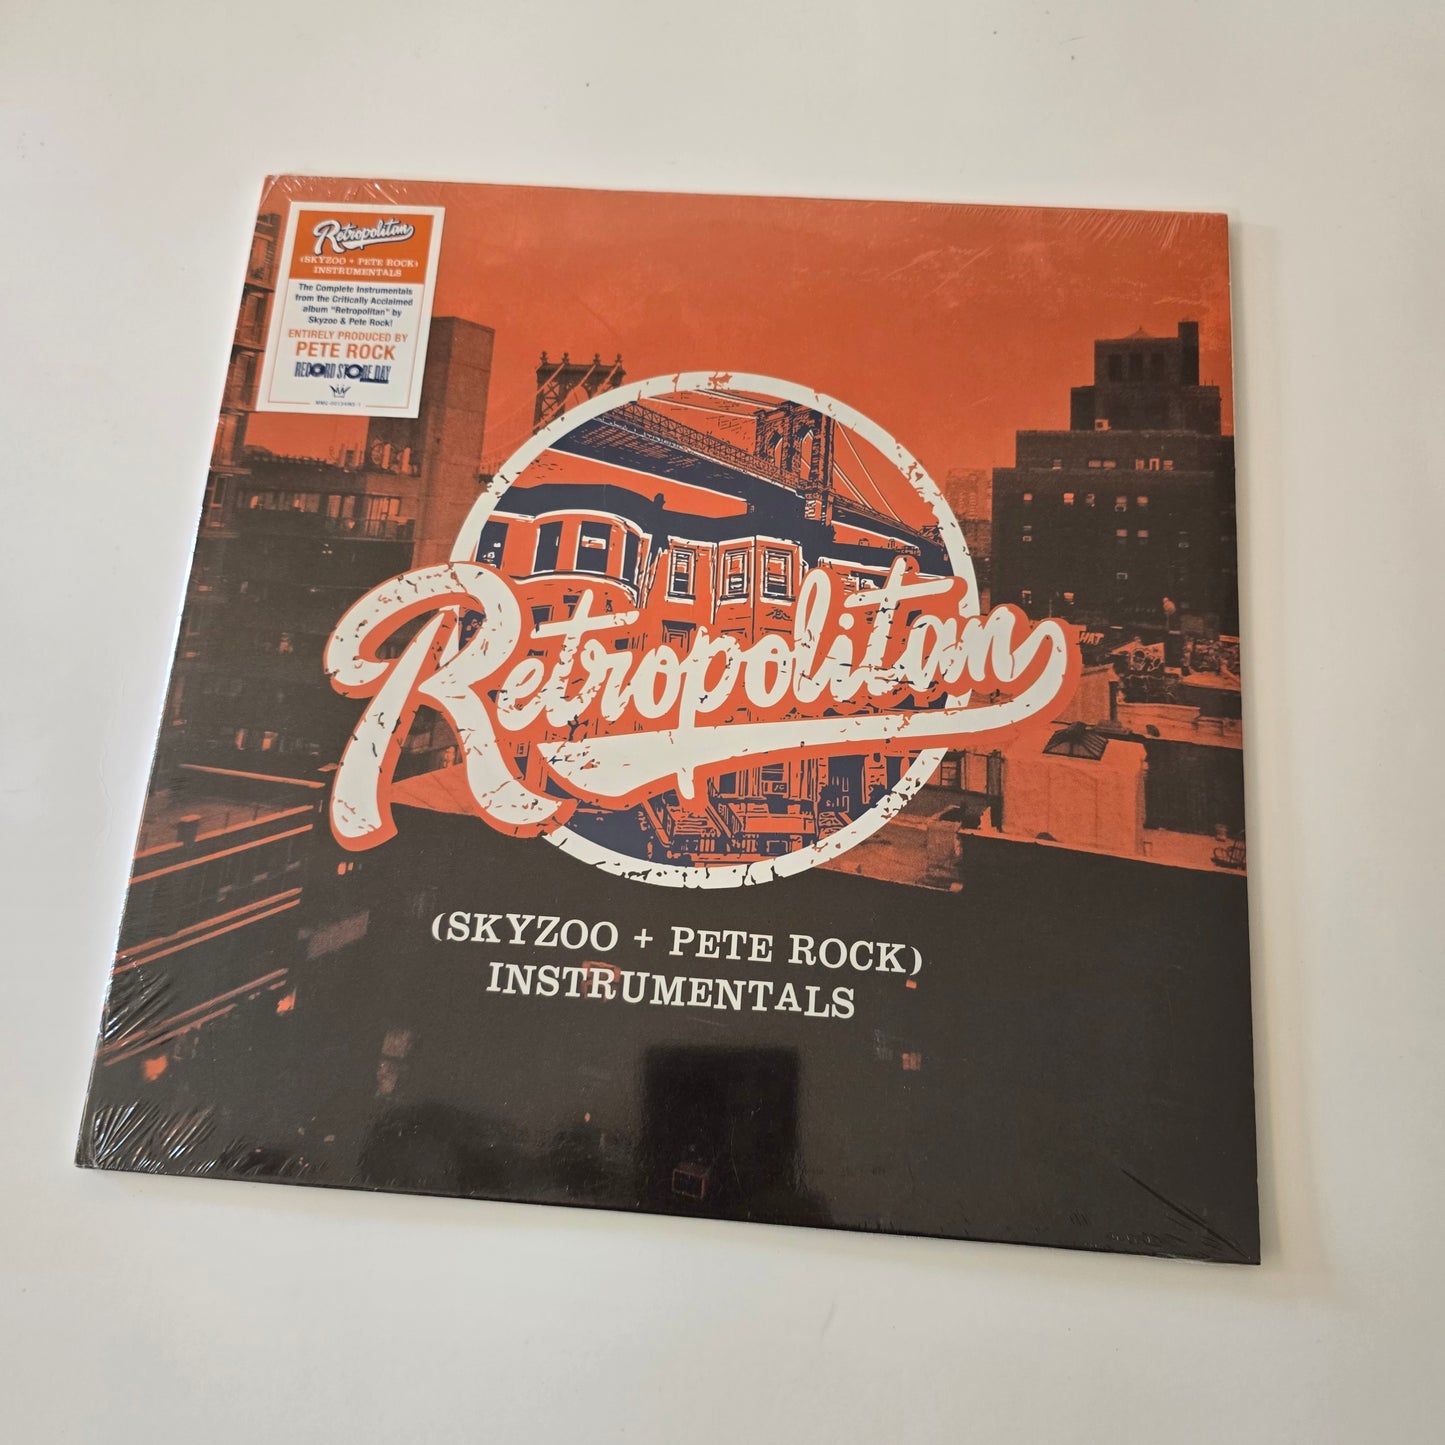 Retropolitan
(SKYZOO + PETE ROCK)
INSTRUMENTALS
The Complete Instrumentals
from the Critically Acclaimed
album "Retropolitan" by
Skyzoo & Pete Rock!
ENTIRELY PRODUCED BY
PETE ROCK
RECORD STORE DAY
Retropolitan
(SKYZOO + PETE ROCK)
INSTRUMENTALS